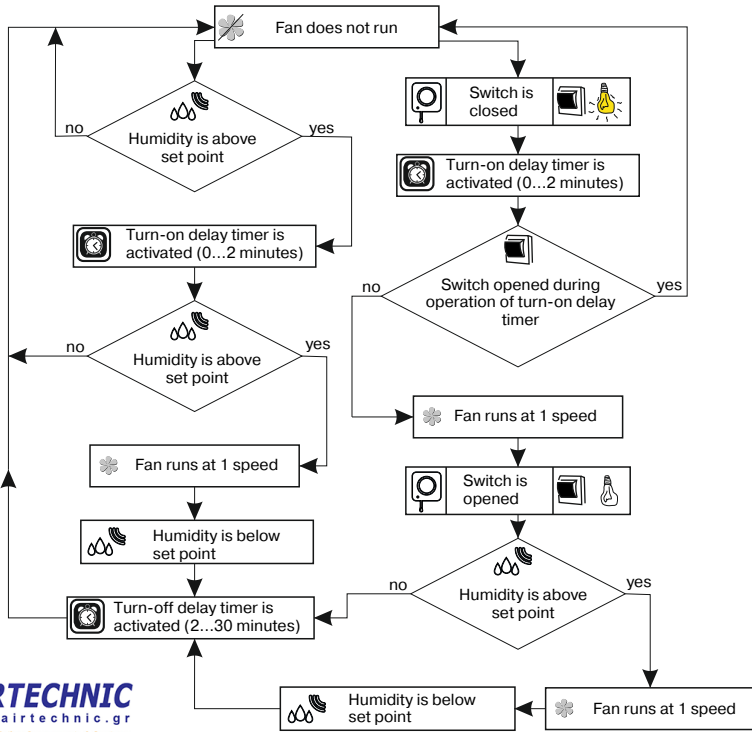 Fan does not run
no
Humidity is above
set point
yes
Switch is
closed
Turn-on delay timer is
activated (0...2 minutes)
Turn-on delay timer is
activated (0...2 minutes)
no
Switch opened during
operation of turn-on delay
timer
yes
no
Humidity is above
set point
yes
Fan runs at 1 speed
Fan runs at 1 speed
Switch is
opened
Humidity is below
set point
no
Humidity is above
set point
yes
Turn-off delay timer is
activated (2...30 minutes)
Humidity is below
set point
Fan runs at 1 speed
RTECHNIC
airtechnic.gr